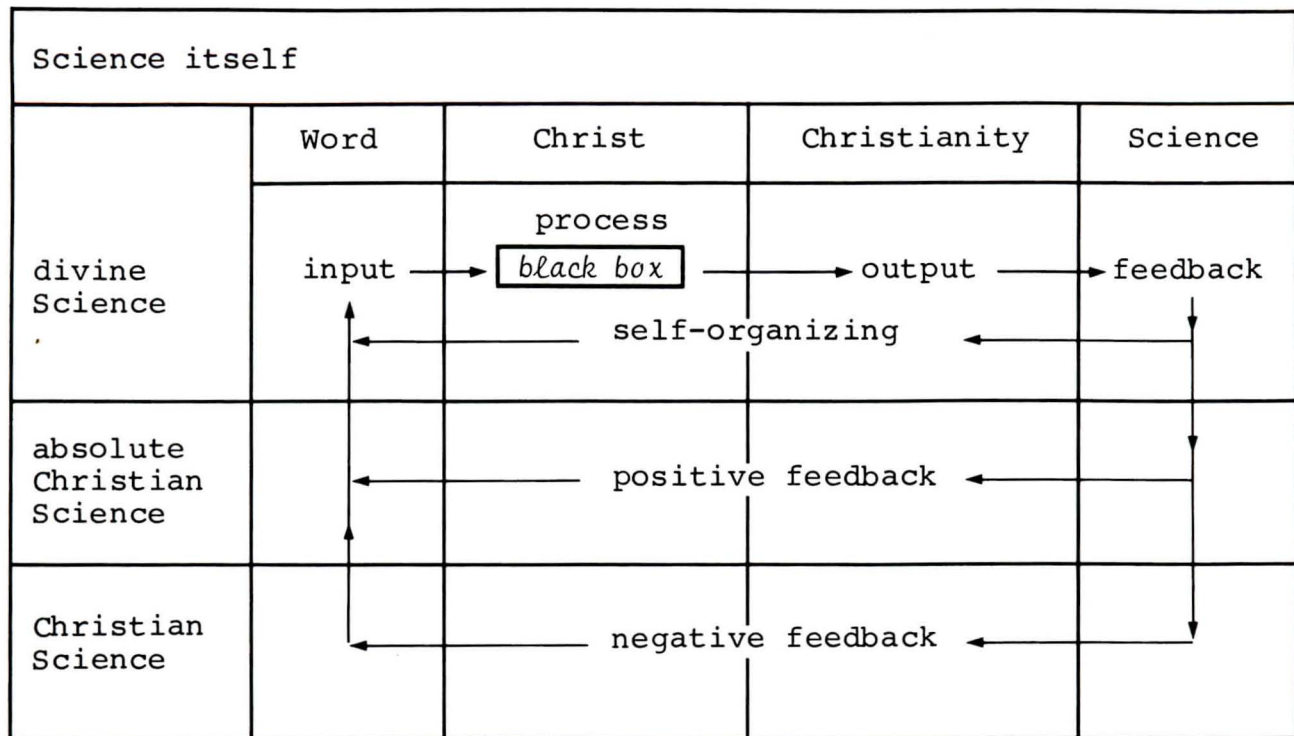 Science itself
Word Christ Christianity Science
process
divine
Science
input black box output feedback
self-organizing
absolute
Christian
Science
positive feedback
Christian
Science
negative feedback